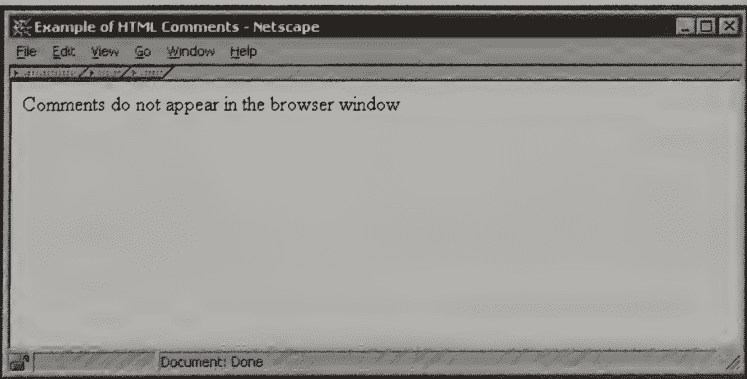 Example of HTML Comments - Netscape
File Edit View Go Window Help
Comments do not appear in the browser window
Document: Done